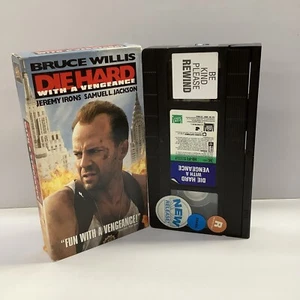 BRUCE WILLIS
DIE HARD
WITH A VENGEANCE
JEREMY IRONS SAMUEL L JACKSON
"FUN WITH A VENGEANCE!"
BE
KIND
PLEASE
REWIND
DIE HARD
WITH A
VENGEANCE
NEW
RELEASE
R